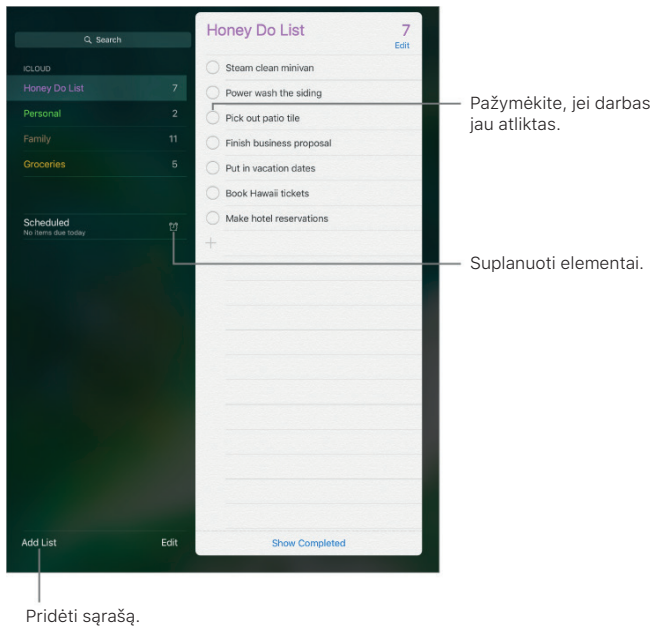 Search
ICLOUD
Honey Do List 7
Personal 2
Family 11
Groceries 5
Scheduled
No items due today
Add List Edit
Honey Do List 7
Edit
Steam clean minivan
Power wash the siding
Pick out patio tile
Finish business proposal
Put in vacation dates
Book Hawaii tickets
Make hotel reservations
Show Completed
Pažymėkite, jei darbas
jau atliktas.
Suplanuoti elementai.
Pridėti sąrašą.